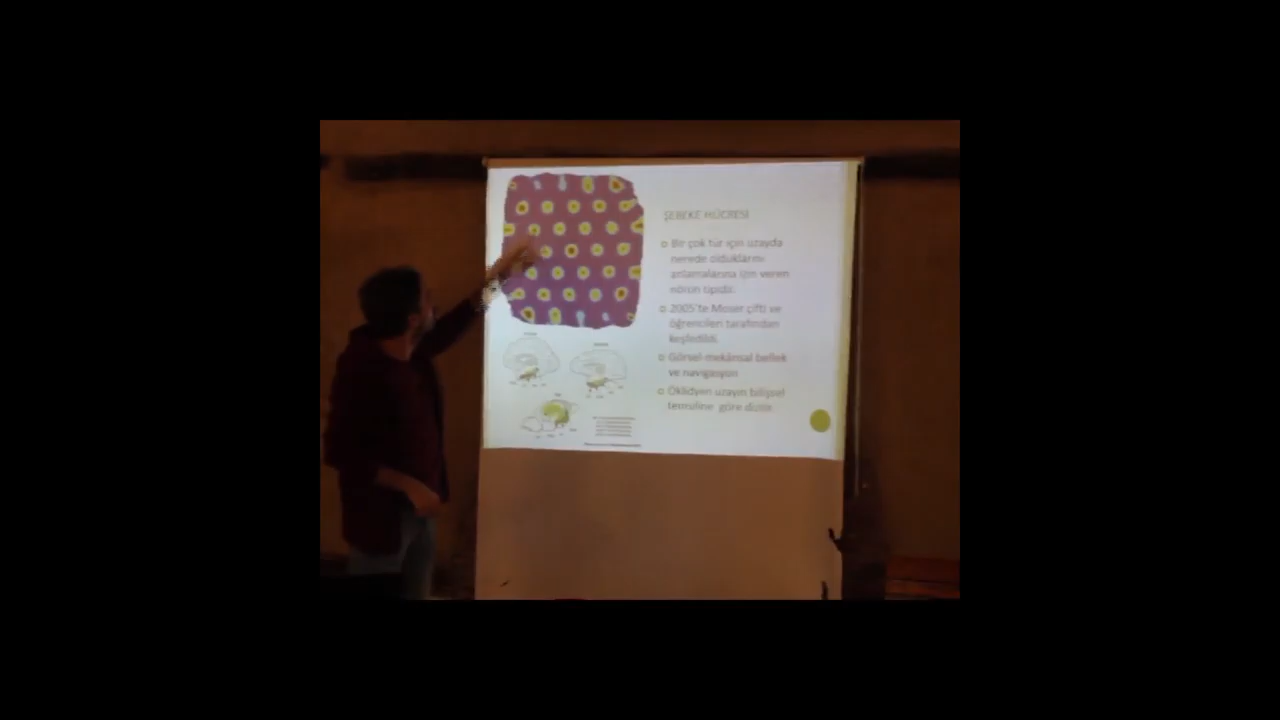 ŞEBEKE HÜCRESİ
Bir çok tür için uzayda
nerede olduklarını
anlamalarına izin veren
nöron tipidir.
2005'te Moser çifti ve
öğrencileri tarafından
keşfedildi.
Görsel-mekânsal bellek
ve navigasyon
Öklidyen uzayın bilişsel
temsiline göre dizilir